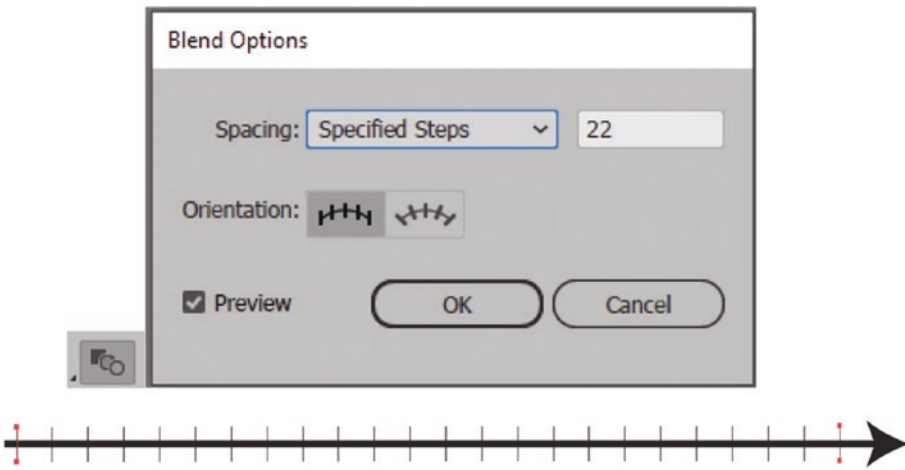 Blend Options
Spacing: Specified Steps 22
Orientation:
Preview OK Cancel